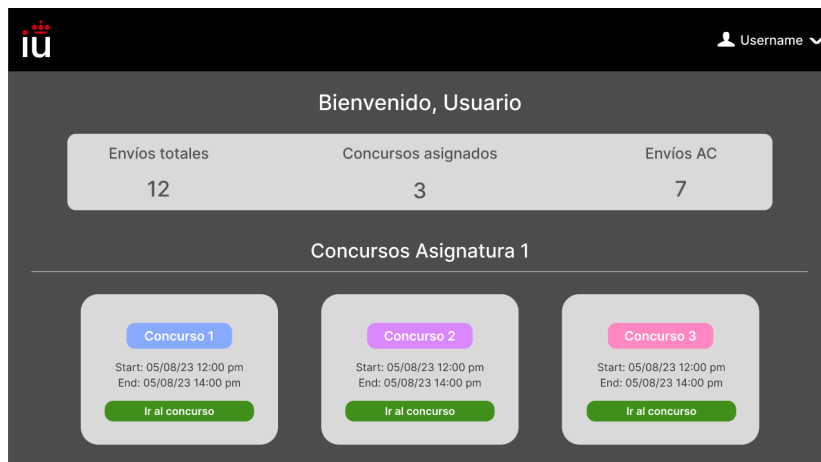 iü
Username
Bienvenido, Usuario
Envíos totales Concursos asignados Envíos AC
12 3 7
Concursos Asignatura 1
Concurso 1 Concurso 2 Concurso 3
Start: 05/08/23 12:00 pm Start: 05/08/23 12:00 pm Start: 05/08/23 12:00 pm
End: 05/08/23 14:00 pm End: 05/08/23 14:00 pm End: 05/08/23 14:00 pm
Ir al concurso Ir al concurso Ir al concurso